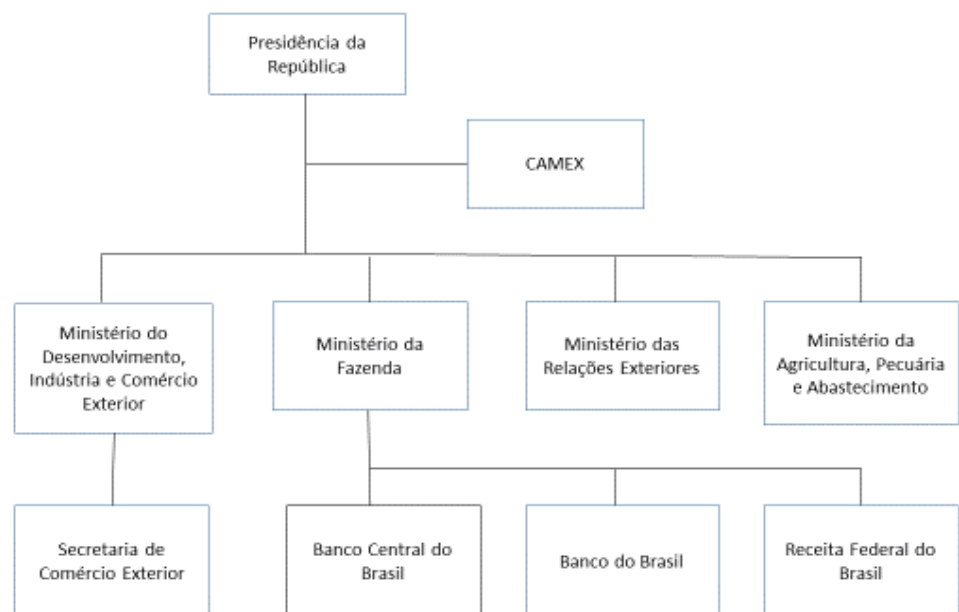 Presidência da
República
CAMEX
Ministério do
Desenvolvimento,
Indústria e Comércio
Exterior
Ministério da
Fazenda
Ministério das
Relações Exteriores
Ministério da
Agricultura, Pecuária
e Abastecimento
Secretaria de
Comércio Exterior
Banco Central do
Brasil
Banco do Brasil
Receita Federal do
Brasil